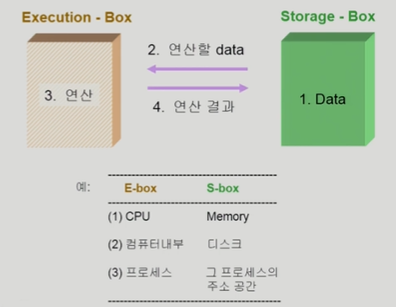 Execution - Box
Storage - Box
2. 연산할 data
3. 연산
1. Data
4. 연산 결과
예:
E-box S-box
(1) CPU Memory
(2) 컴퓨터내부 디스크
(3) 프로세스 그 프로세스의
주소 공간